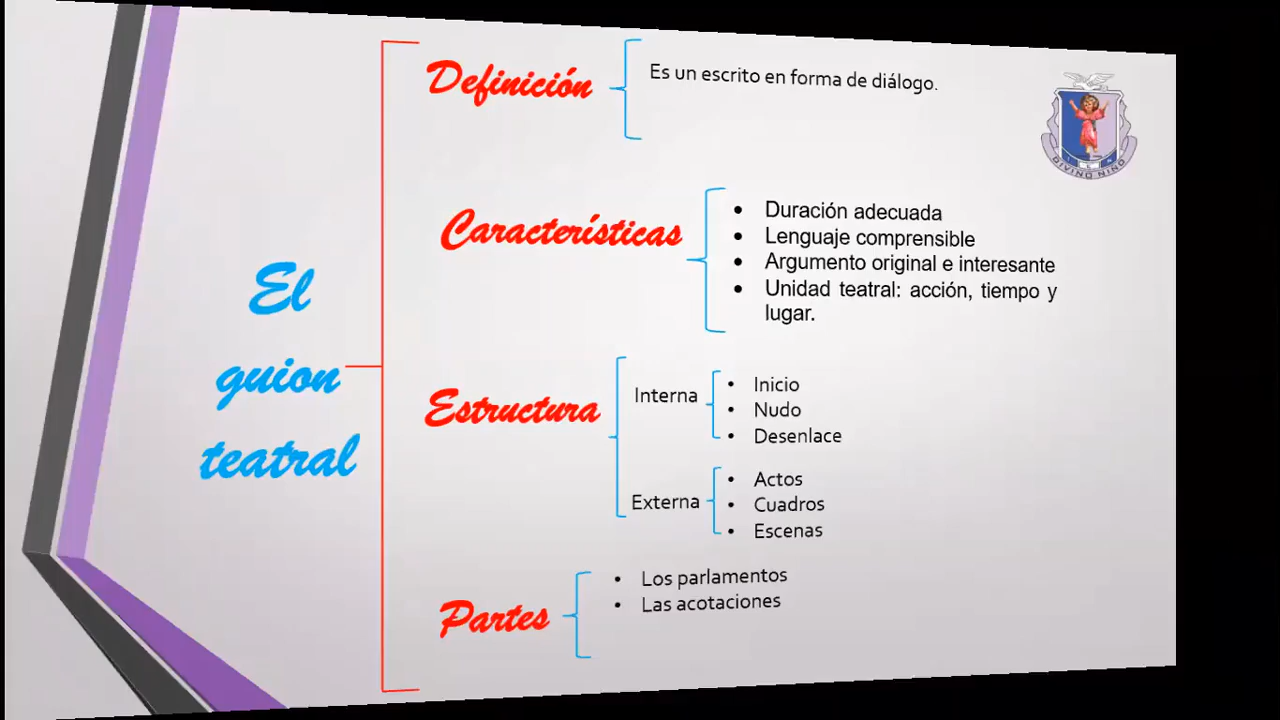 El
guion
teatral
Definición
Es un escrito en forma de diálogo.
Características
• Duración adecuada
• Lenguaje comprensible
• Argumento original e interesante
• Unidad teatral: acción, tiempo y
lugar.
Estructura
Interna
• Inicio
• Nudo
• Desenlace
Externa
• Actos
• Cuadros
• Escenas
Partes
• Los parlamentos
• Las acotaciones
DIVINO NIÑO